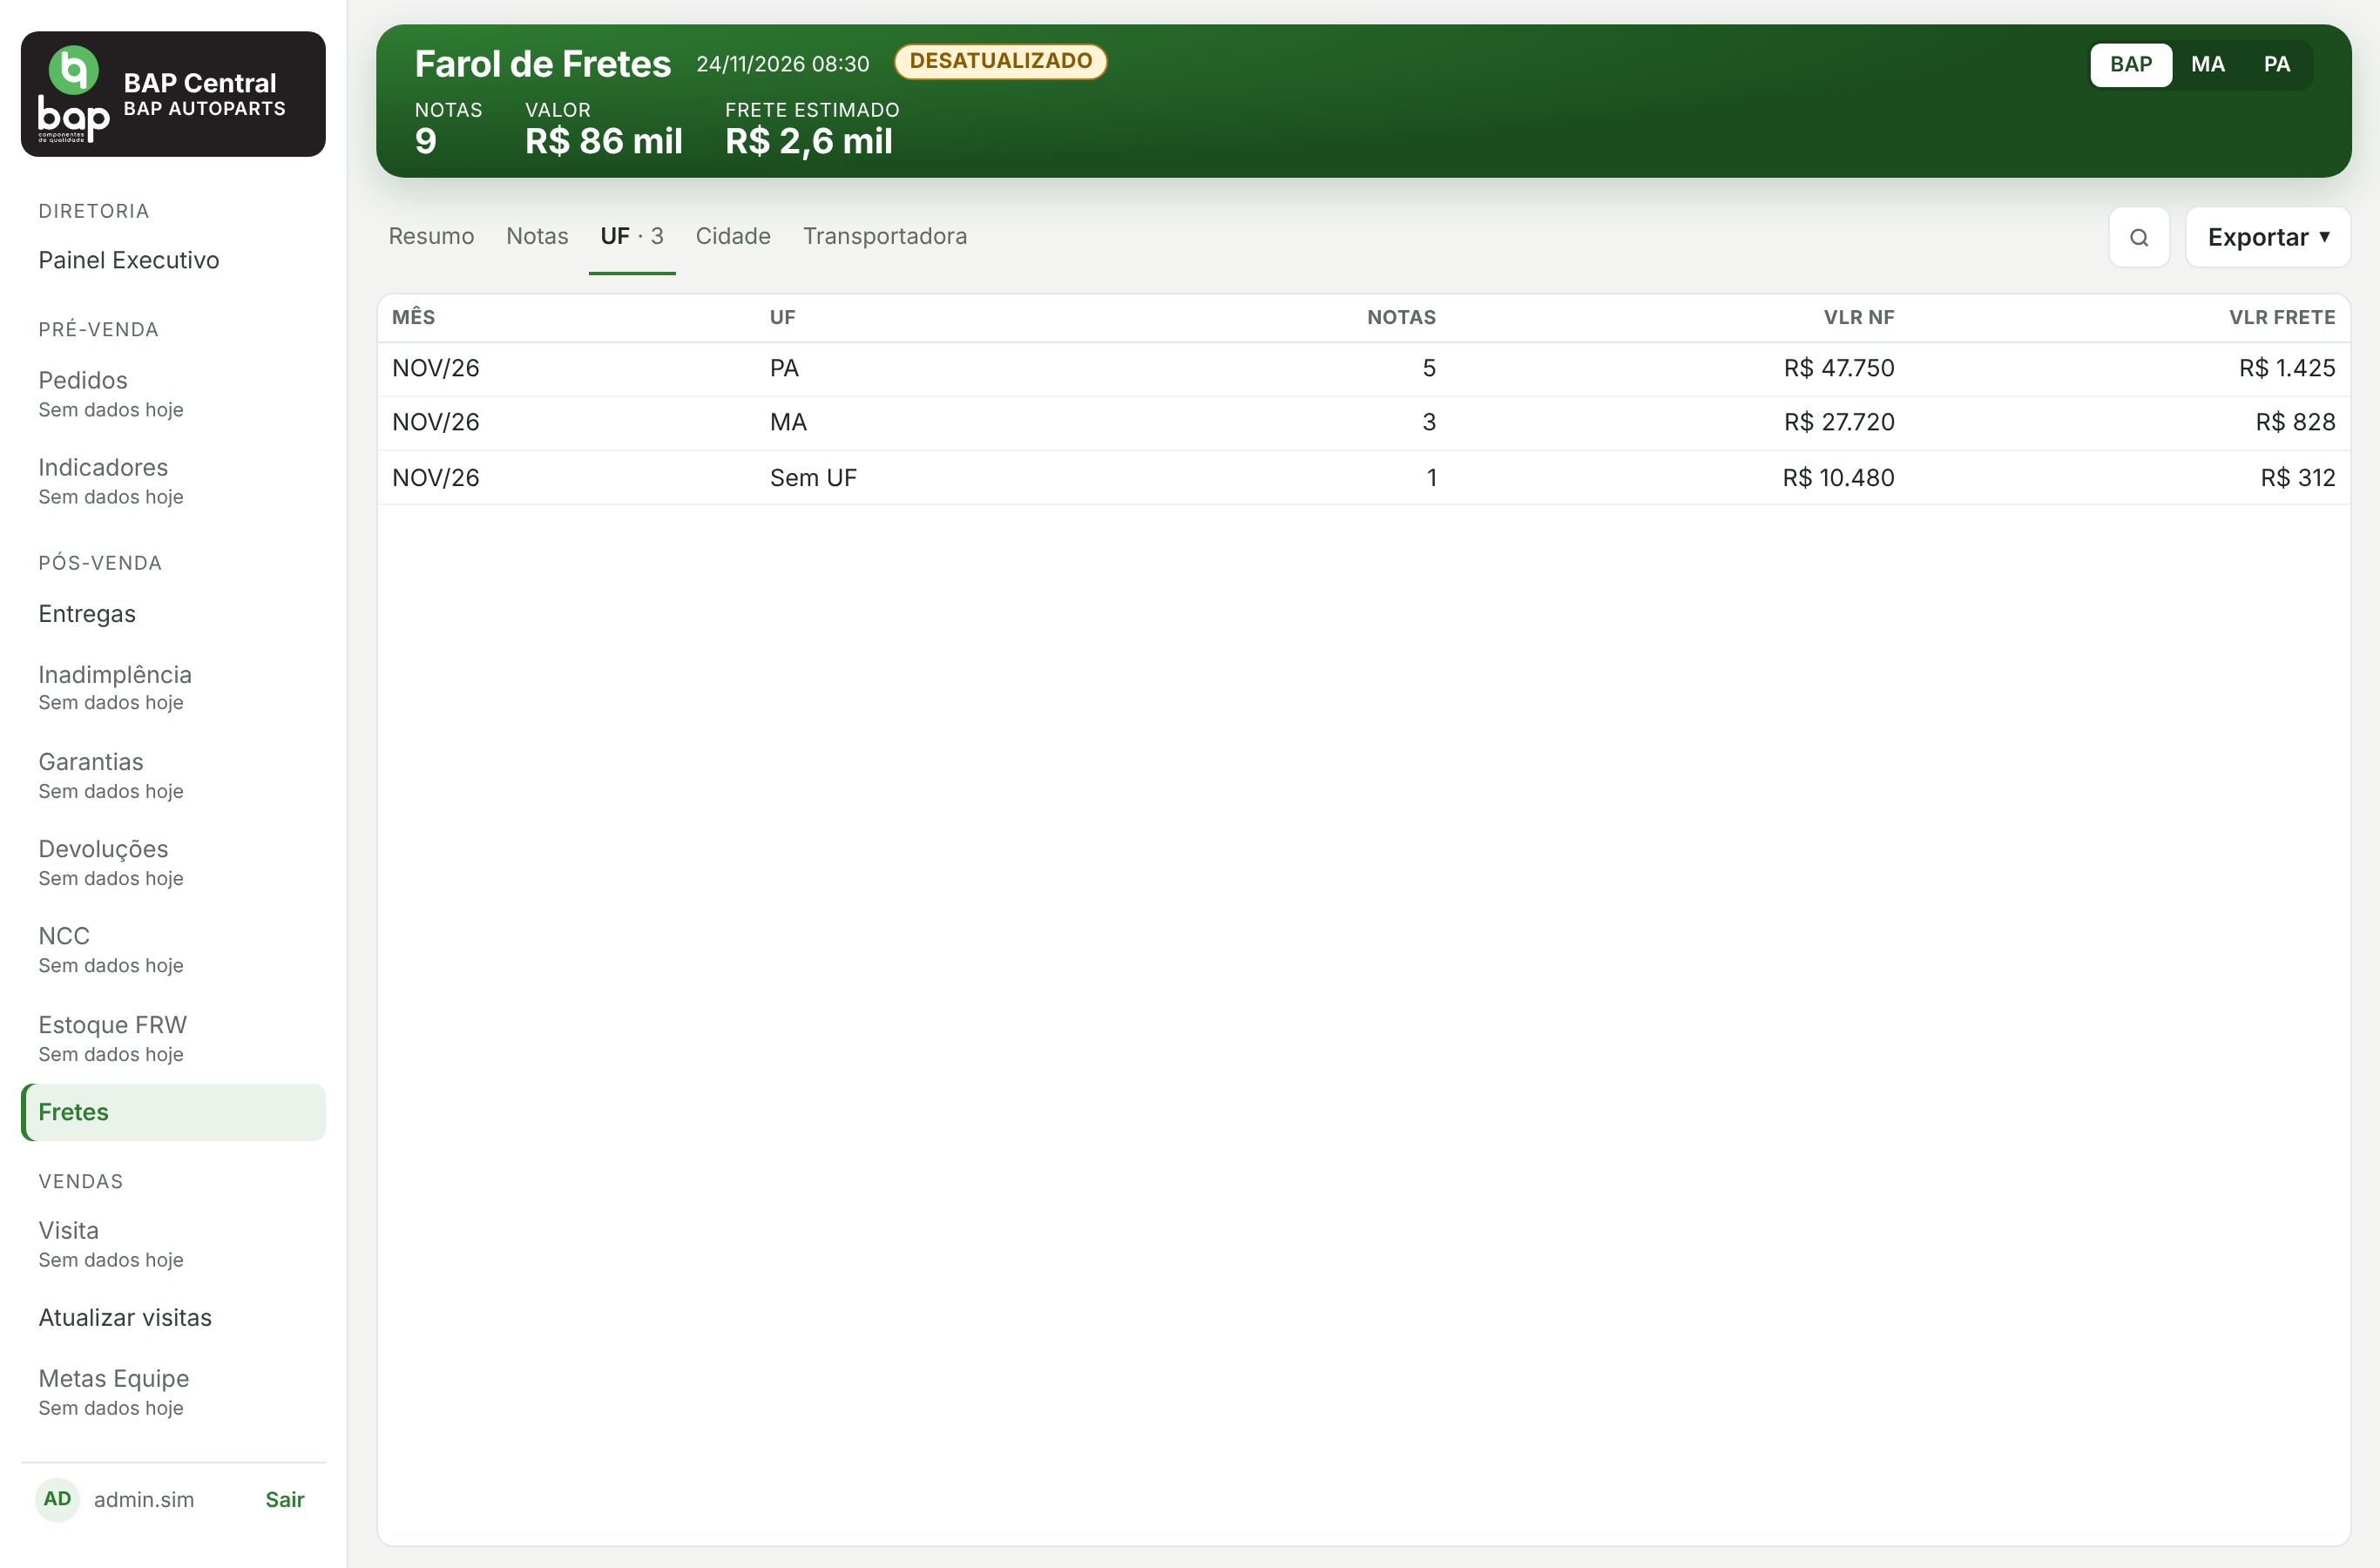 bap
componentes
de qualidade
BAP Central
BAP AUTOPARTS
DIRETORIA
Painel Executivo
PRÉ-VENDA
Pedidos
Sem dados hoje
Indicadores
Sem dados hoje
PÓS-VENDA
Entregas
Inadimplência
Sem dados hoje
Garantias
Sem dados hoje
Devoluções
Sem dados hoje
NCC
Sem dados hoje
Estoque FRW
Sem dados hoje
Fretes
VENDAS
Visita
Sem dados hoje
Atualizar visitas
Metas Equipe
Sem dados hoje
AD admin.sim Sair
Farol de Fretes 24/11/2026 08:30 DESATUALIZADO BAP MA PA
NOTAS VALOR FRETE ESTIMADO
9 R$ 86 mil R$ 2,6 mil
Resumo Notas UF · 3 Cidade Transportadora Exportar ▾
MÊS UF NOTAS VLR NF VLR FRETE
NOV/26 PA 5 R$ 47.750 R$ 1.425
NOV/26 MA 3 R$ 27.720 R$ 828
NOV/26 Sem UF 1 R$ 10.480 R$ 312